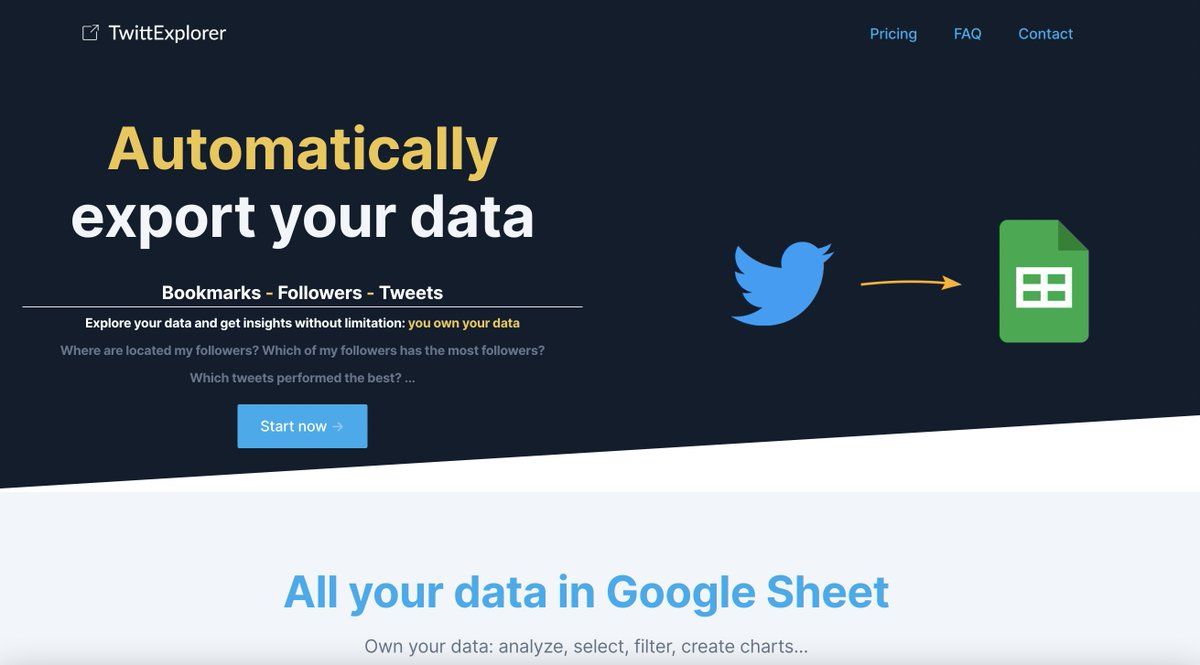 TwittExplorer
Pricing FAQ Contact
Automatically
export your data
Bookmarks - Followers - Tweets
Explore your data and get insights without limitation: you own your data
Where are located my followers? Which of my followers has the most followers?
Which tweets performed the best? ...
Start now →
All your data in Google Sheet
Own your data: analyze, select, filter, create charts...